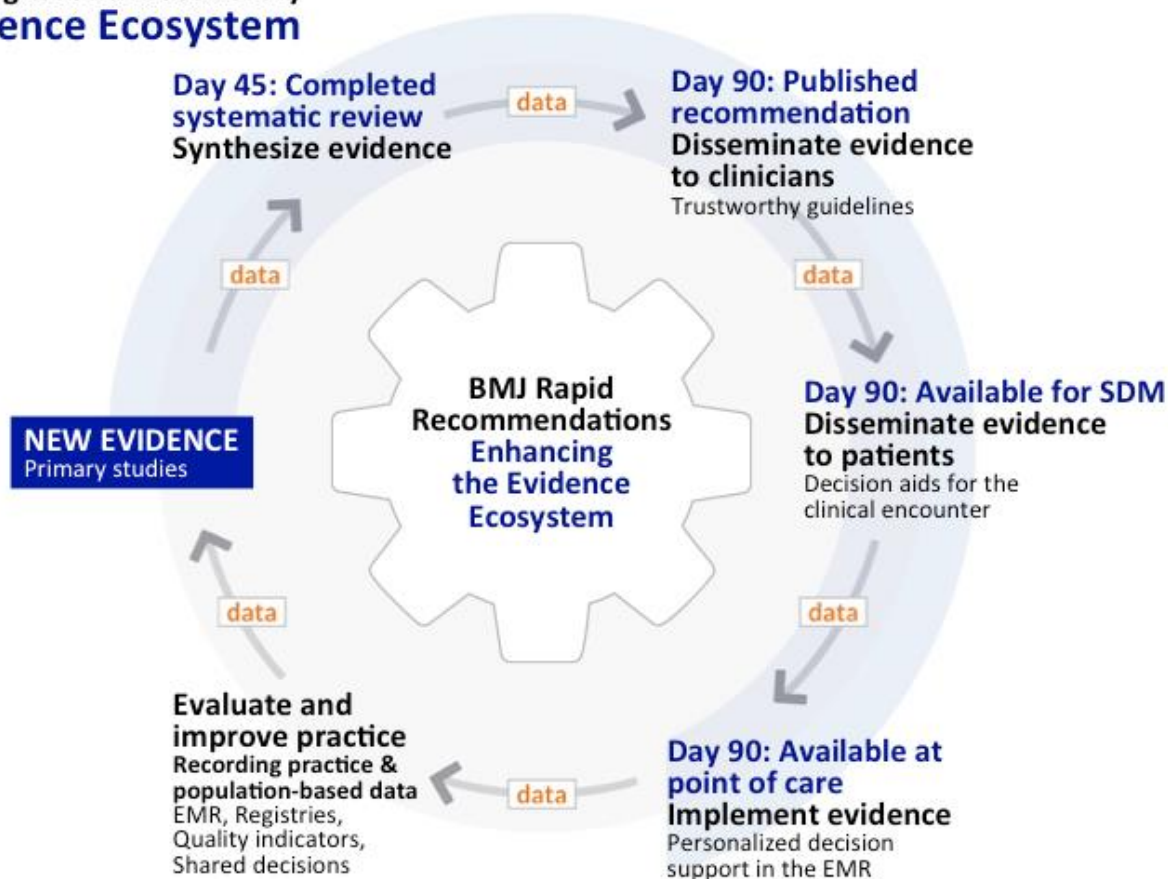 ence Ecosystem
Day 45: Completed
systematic review
Synthesize evidence
data
Day 90: Published
recommendation
Disseminate evidence
to clinicians
Trustworthy guidelines
data
Day 90: Available for SDM
Disseminate evidence
to patients
Decision aids for the
clinical encounter
data
Day 90: Available at
point of care
Implement evidence
Personalized decision
support in the EMR
data
Evaluate and
improve practice
Recording practice &
population-based data
EMR, Registries,
Quality indicators,
Shared decisions
data
NEW EVIDENCE
Primary studies
data
BMJ Rapid
Recommendations
Enhancing
the Evidence
Ecosystem